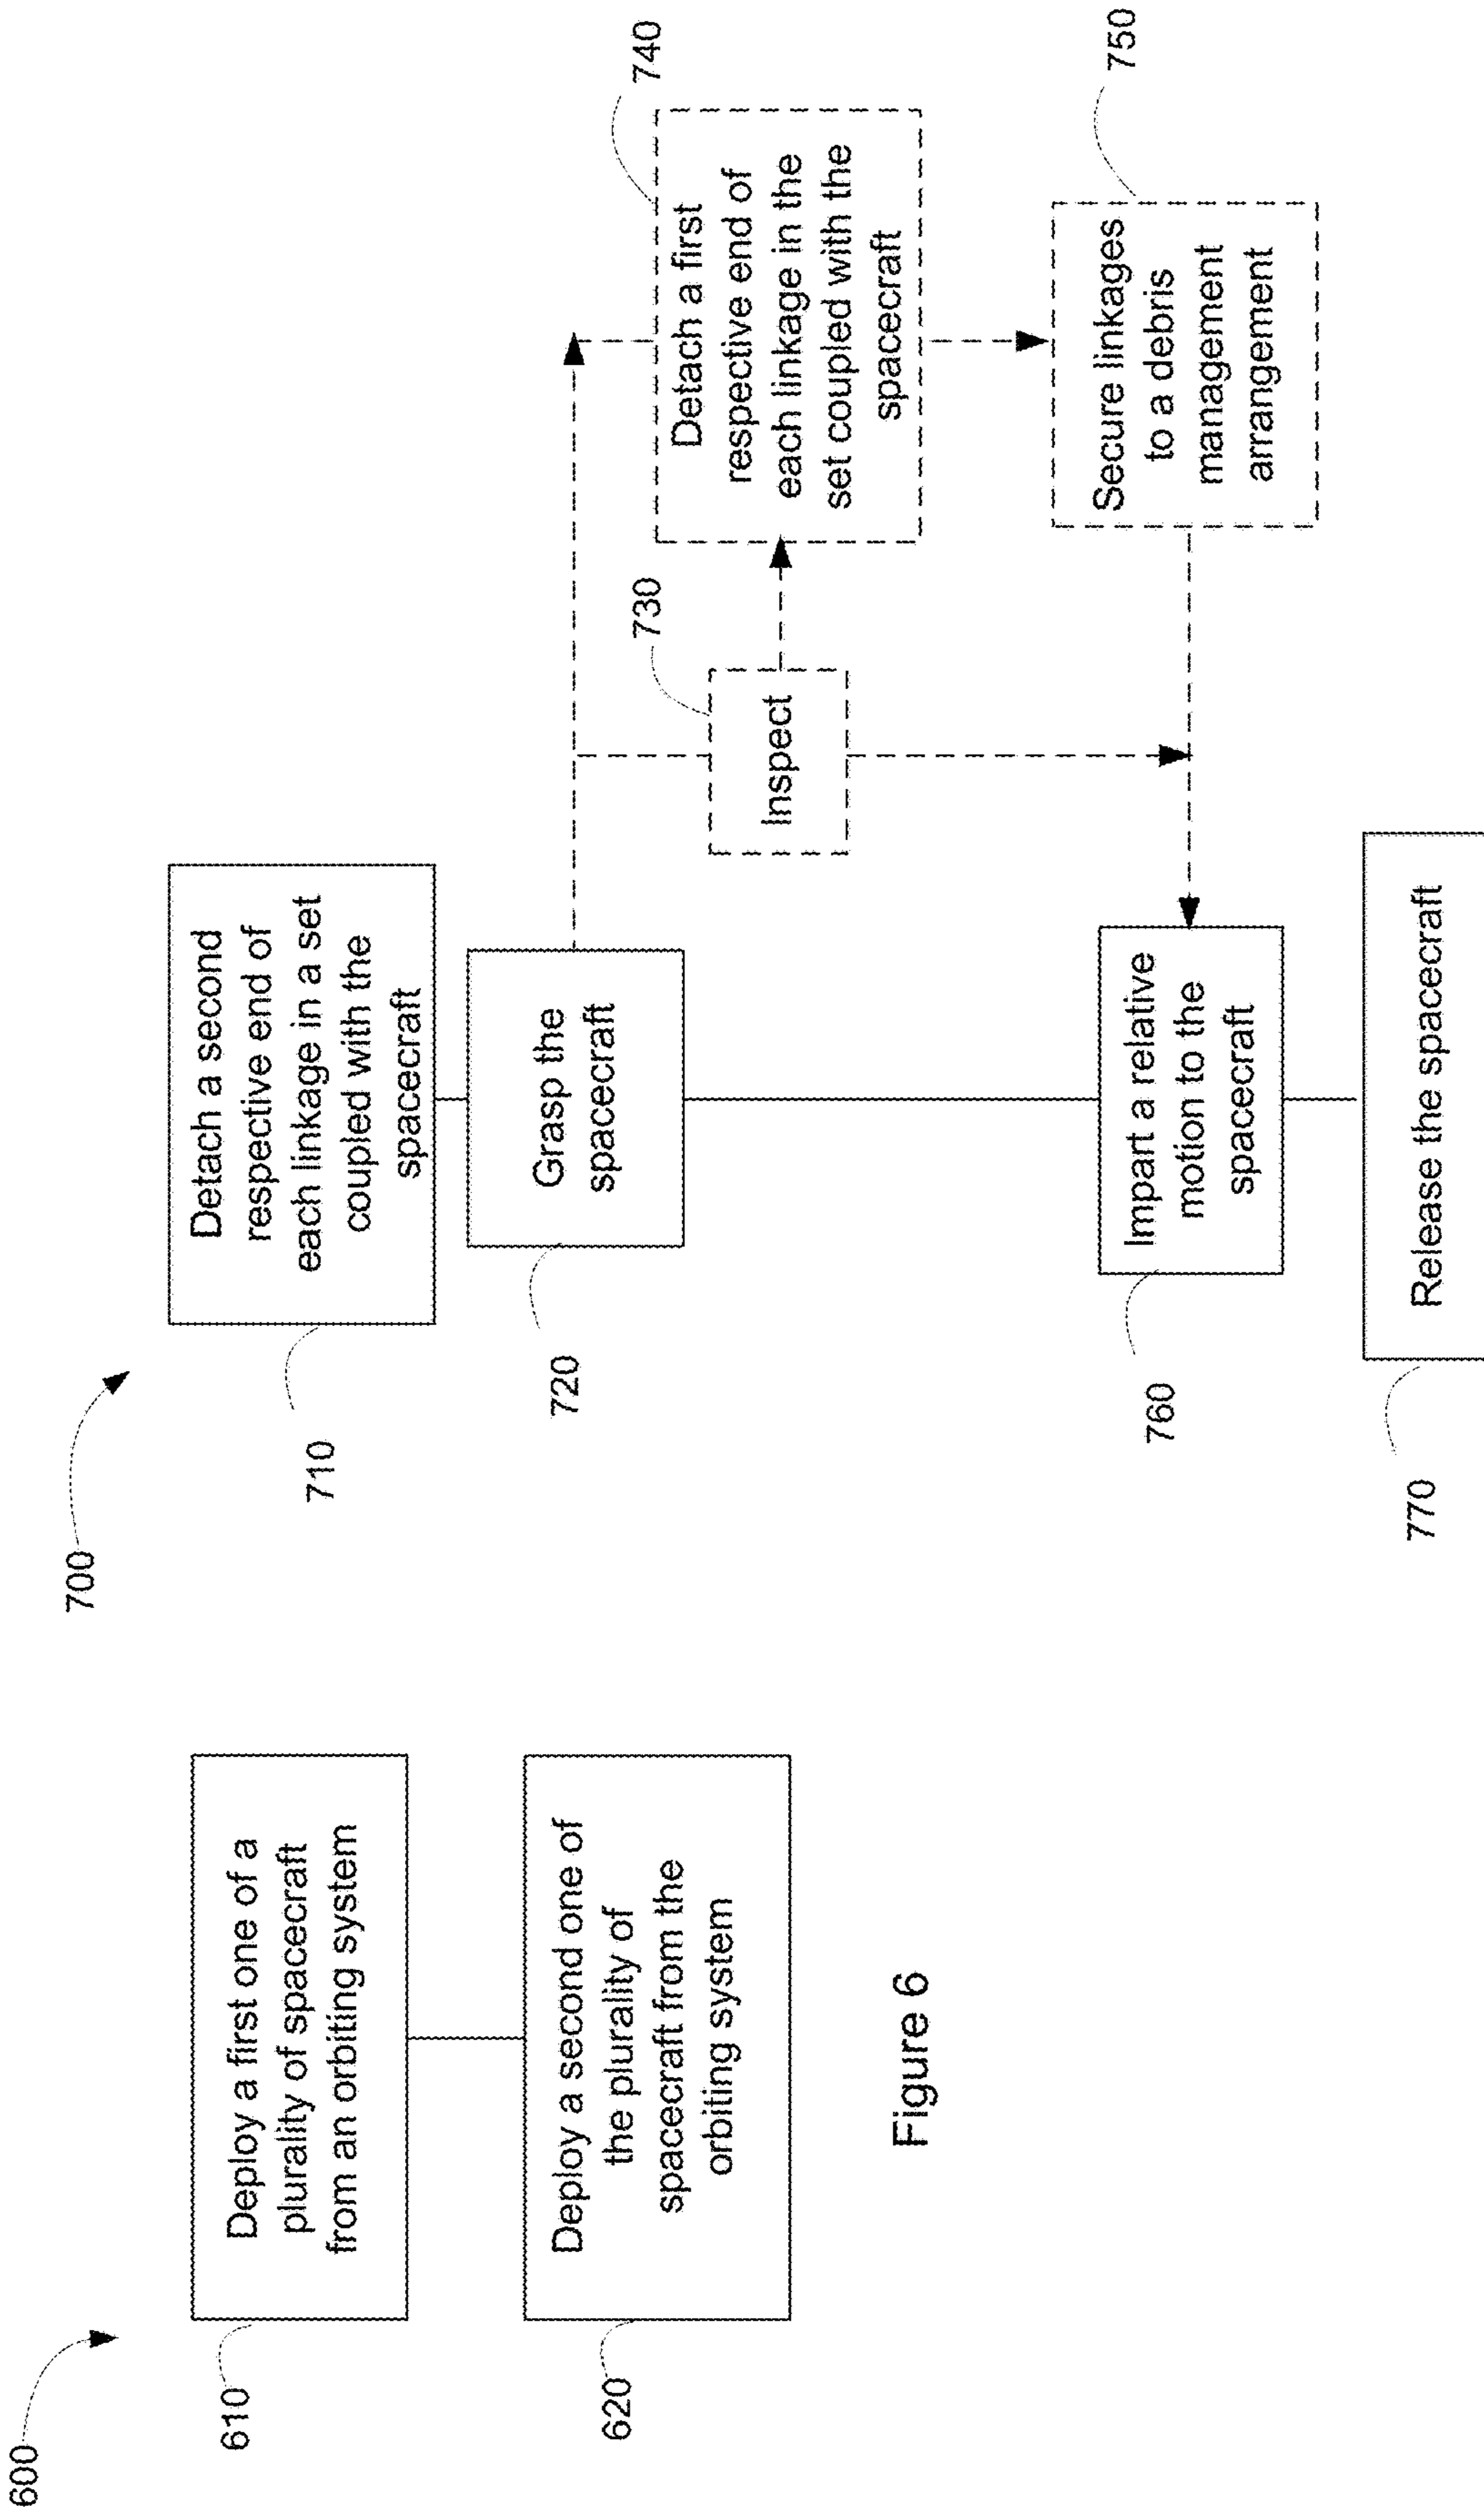 600
610
Deploy a first one of a
plurality of spacecraft
from an orbiting system
620
Deploy a second one of
the plurality of
spacecraft from the
orbiting system
Figure 6
700
710
Detach a second
respective end of
each linkage in a set
coupled with the
spacecraft
720
Grasp the
spacecraft
730
Inspect
740
Detach a first
respective end of
each linkage in the
set coupled with the
spacecraft
750
Secure linkages
to a debris
management
arrangement
760
Impart a relative
motion to the
spacecraft
770
Release the spacecraft